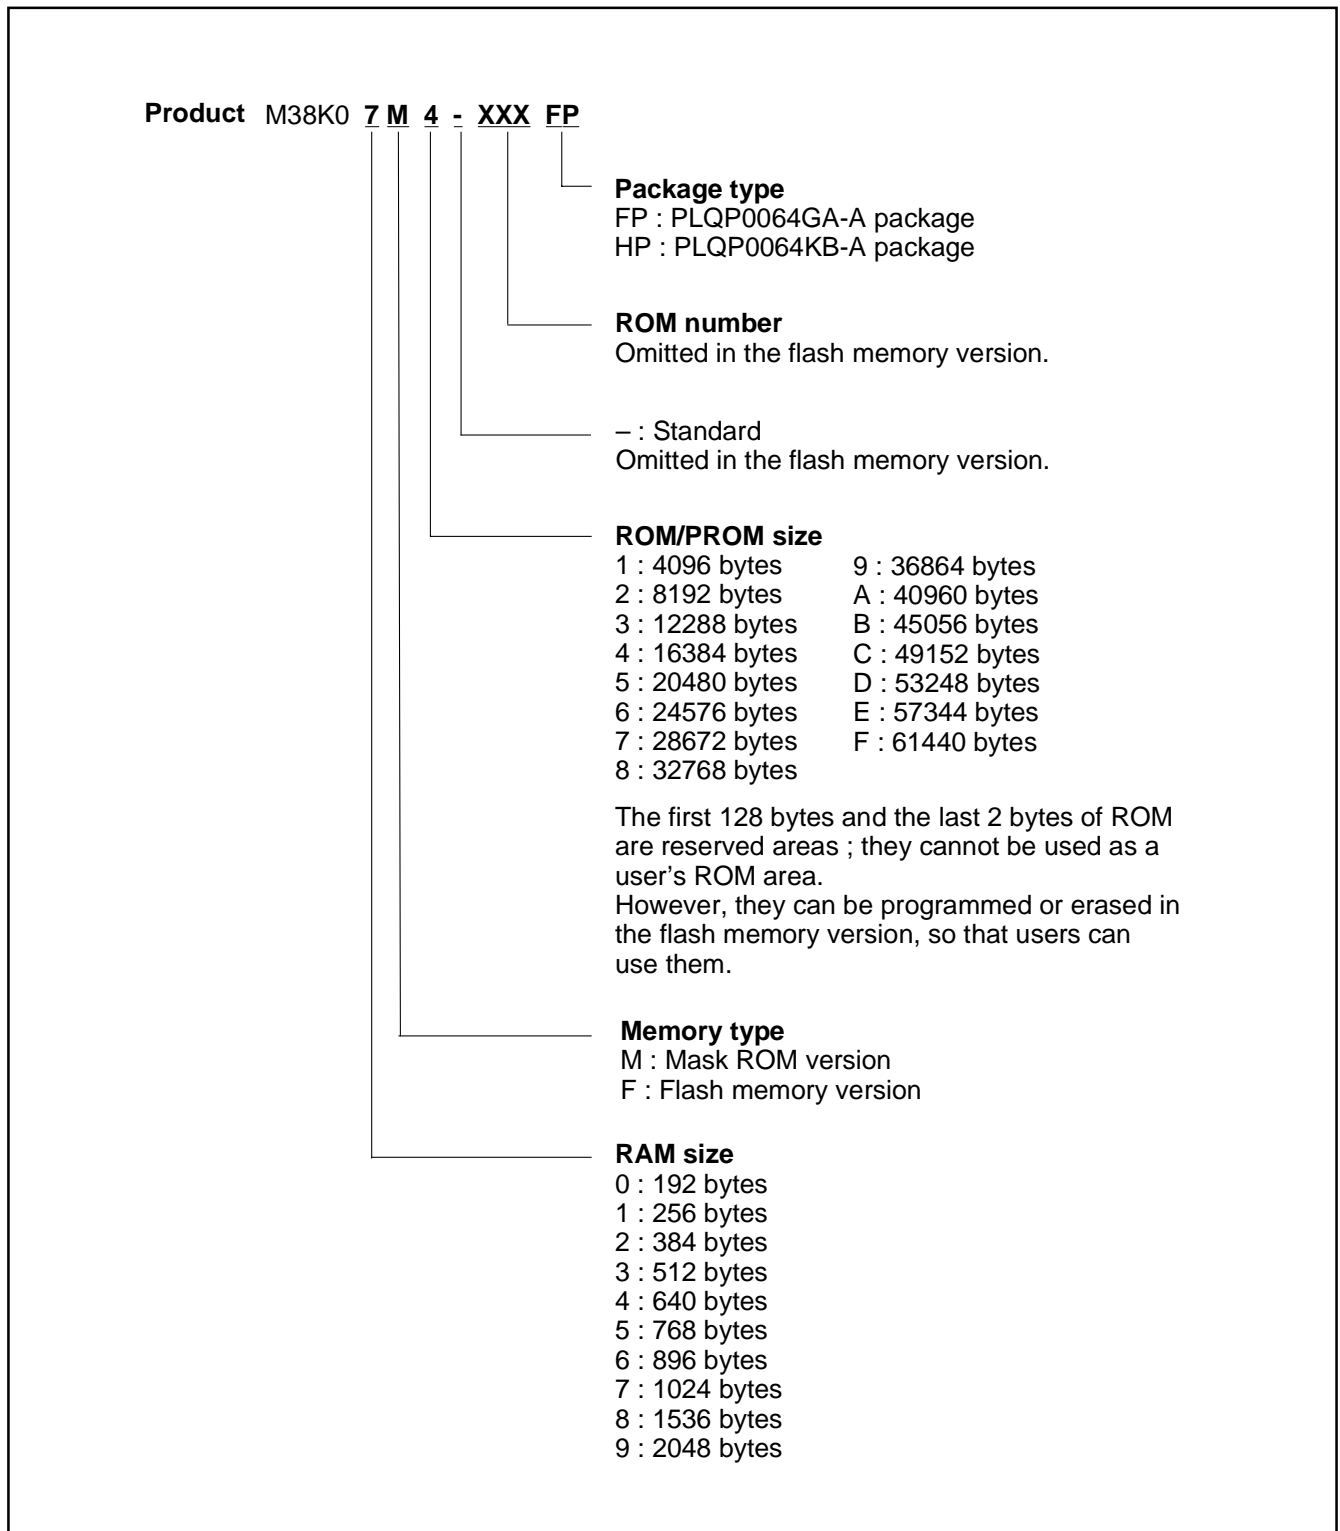 Product M38K0 7 M 4 - XXX FP
Package type
FP : PLQP0064GA-A package
HP : PLQP0064KB-A package
ROM number
Omitted in the flash memory version.
– : Standard
Omitted in the flash memory version.
ROM/PROM size
1 : 4096 bytes
2 : 8192 bytes
3 : 12288 bytes
4 : 16384 bytes
5 : 20480 bytes
6 : 24576 bytes
7 : 28672 bytes
8 : 32768 bytes
9 : 36864 bytes
A : 40960 bytes
B : 45056 bytes
C : 49152 bytes
D : 53248 bytes
E : 57344 bytes
F : 61440 bytes
The first 128 bytes and the last 2 bytes of ROM
are reserved areas ; they cannot be used as a
user’s ROM area.
However, they can be programmed or erased in
the flash memory version, so that users can
use them.
Memory type
M : Mask ROM version
F : Flash memory version
RAM size
0 : 192 bytes
1 : 256 bytes
2 : 384 bytes
3 : 512 bytes
4 : 640 bytes
5 : 768 bytes
6 : 896 bytes
7 : 1024 bytes
8 : 1536 bytes
9 : 2048 bytes